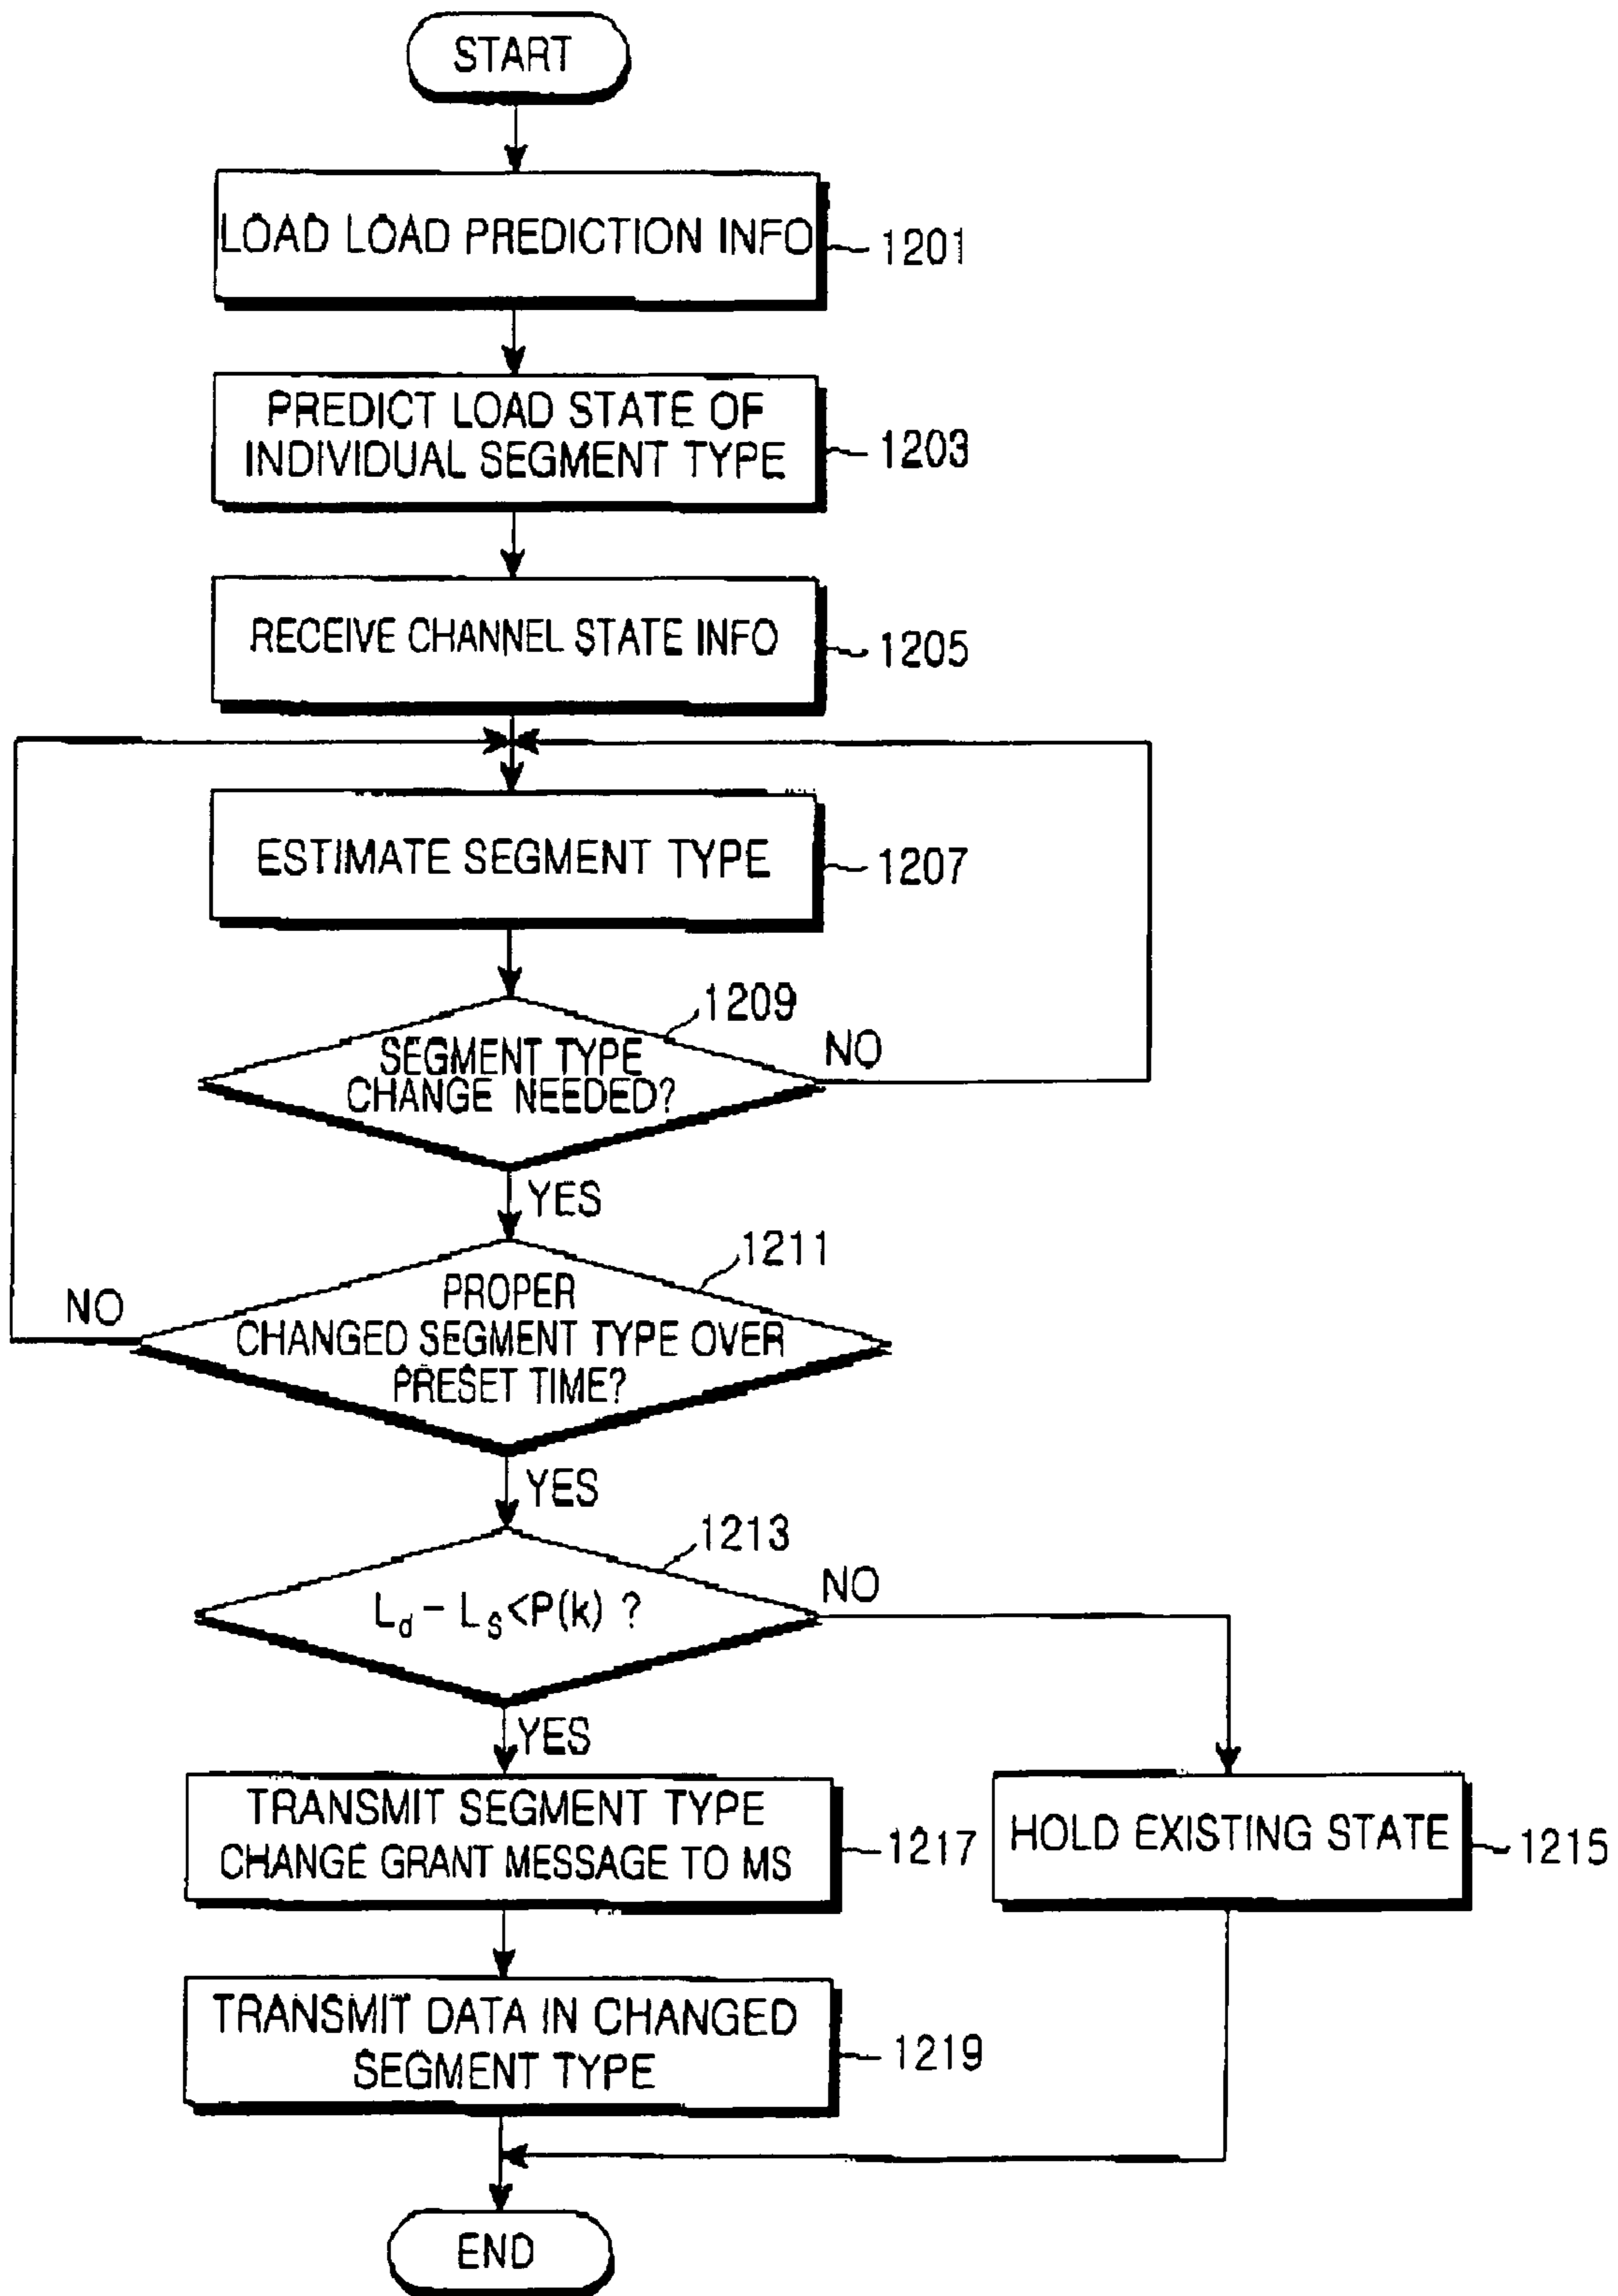 START
LOAD LOAD PREDICTION INFO
1201
PREDICT LOAD STATE OF
INDIVIDUAL SEGMENT TYPE
1203
RECEIVE CHANNEL STATE INFO
1205
ESTIMATE SEGMENT TYPE
1207
1209
SEGMENT TYPE
CHANGE NEEDED?
NO
YES
1211
PROPER
CHANGED SEGMENT TYPE OVER
PRESET TIME?
NO
YES
1213
L_d - L_S < P(k) ?
NO
YES
TRANSMIT SEGMENT TYPE
CHANGE GRANT MESSAGE TO MS
1217
HOLD EXISTING STATE
1215
TRANSMIT DATA IN CHANGED
SEGMENT TYPE
1219
END